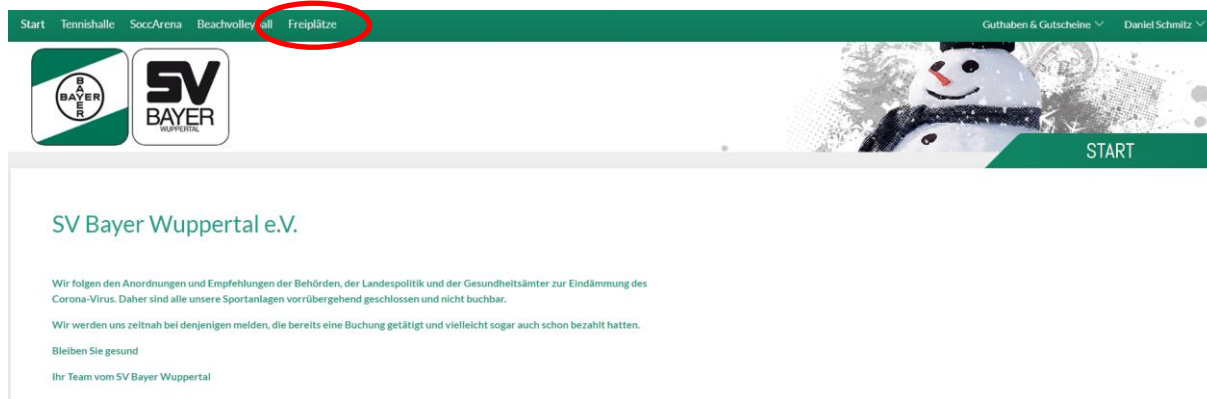 Start Tennishalle SoccArena Beachvolleyball Freiplätze Guthaben & Gutscheine Daniel Schmitz
BAYER
BAYER
SV
BAYER
WUPPERTAL
START
SV Bayer Wuppertal e.V.
Wir folgen den Anordnungen und Empfehlungen der Behörden, der Landespolitik und der Gesundheitsämter zur Eindämmung des
Corona-Virus. Daher sind alle unsere Sportanlagen vorrübergehend geschlossen und nicht buchbar.
Wir werden uns zeitnah bei denjenigen melden, die bereits eine Buchung getätigt und vielleicht sogar auch schon bezahlt hatten.
Bleiben Sie gesund
Ihr Team vom SV Bayer Wuppertal